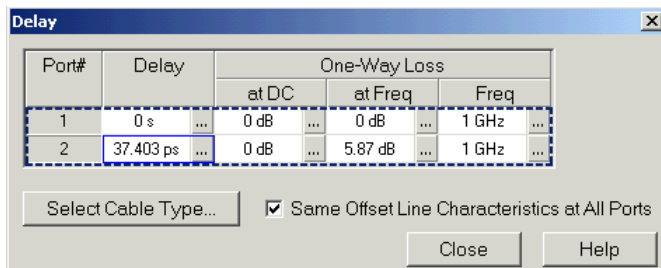 Delay
Port# Delay One-Way Loss
at DC at Freq Freq
1 0 s ... 0 dB ... 0 dB ... 1 GHz ...
2 37.403 ps ... 0 dB ... 5.87 dB ... 1 GHz ...
Select Cable Type... Same Offset Line Characteristics at All Ports
Close Help